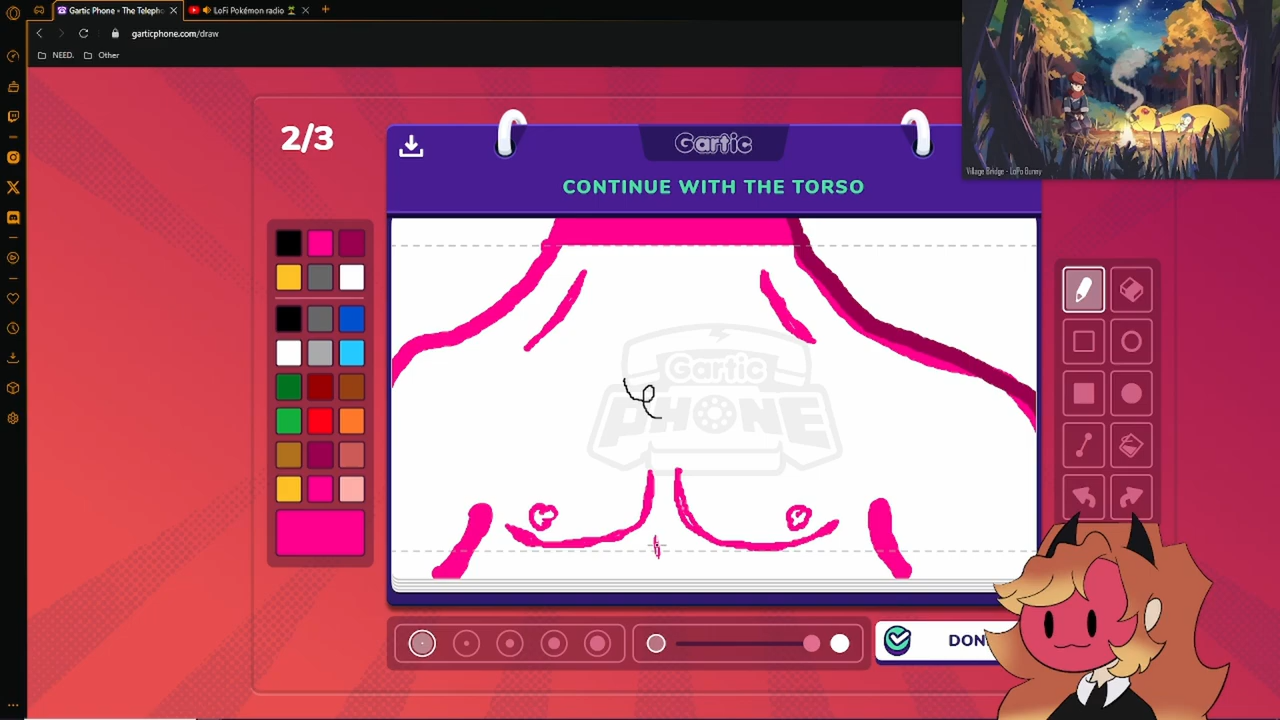 Gartic Phone - The Teleph
LoFi Pokémon radio
garticphone.com/draw
NEED.
Other
2/3
Gartic
CONTINUE WITH THE TORSO
Village Bridge - LoFa Bunny
Gartic
PHONE
DON